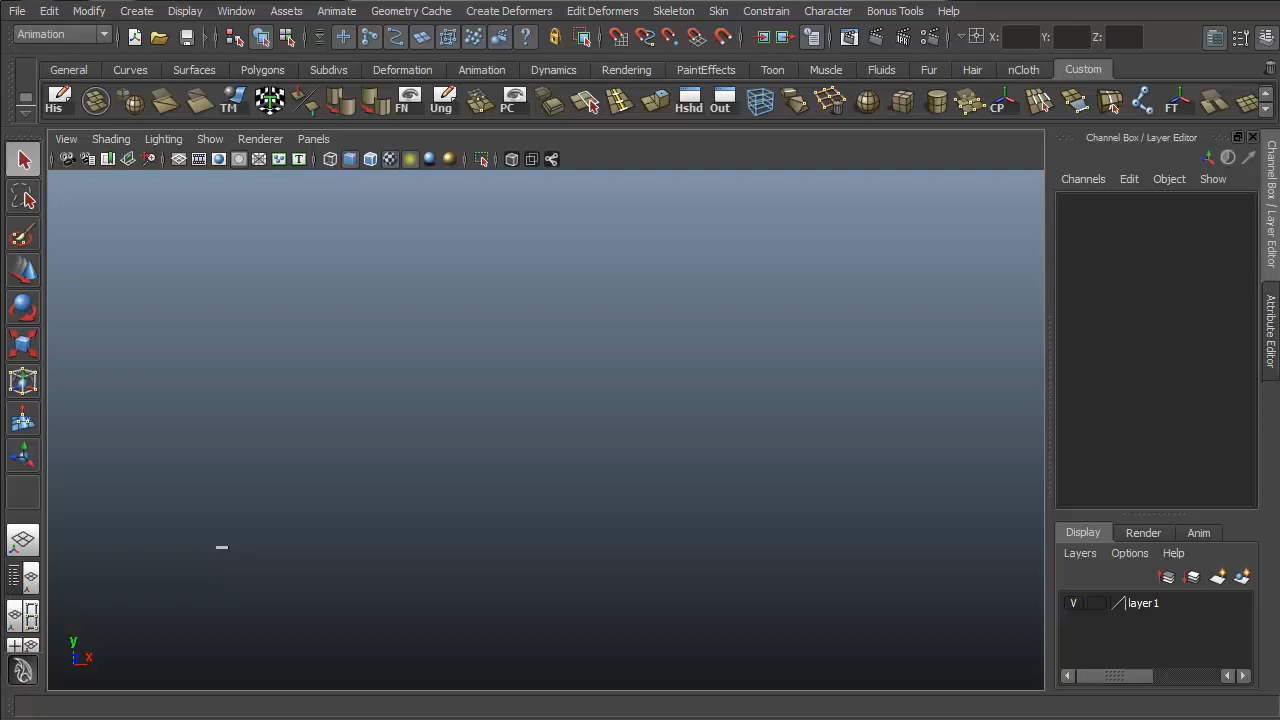 File Edit Modify Create Display Window Assets Animate Geometry Cache Create Deformers Edit Deformers Skeleton Skin Constrain Character Bonus Tools Help
Animation X: Y: Z:
General Curves Surfaces Polygons Subdivs Deformation Animation Dynamics Rendering PaintEffects Toon Muscle Fluids Fur Hair nCloth Custom
His TM FN Ung PC Hshd Out CP FT
View Shading Lighting Show Renderer Panels
T
Channel Box / Layer Editor
Channels Edit Object Show
Channel Box / Layer Editor
Attribute Editor
Display Render Anim
Layers Options Help
V layer1
y
x